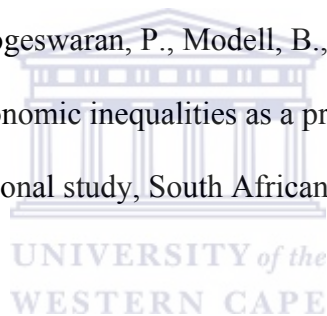 ogeswaran, P., Modell, B.,
onomic inequalities as a pr
onal study, South African
UNIVERSITY of the
WESTERN CAPE